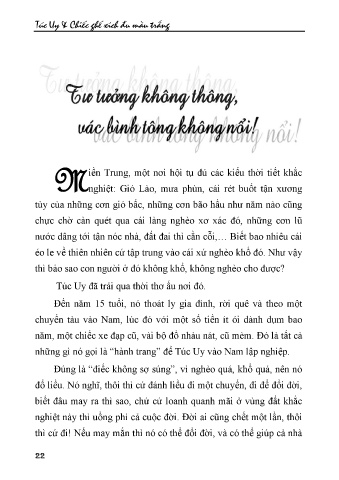 Túc Uy & Chiếc ghế xích đu màu trắng
Tư tưởng không thông,
vác bình tông không nổi!
Miền Trung, một nơi hội tụ đủ các kiểu thời tiết khắc
nghiệt: Gió Lào, mưa phùn, cái rét buốt tận xương
tủy của những cơn gió bấc, những cơn bão hầu như năm nào cũng
chực chờ càn quét qua cái làng nghèo xơ xác đó, những cơn lũ
nước dâng tới tận nóc nhà, đất đai thì cằn cỗi,… Biết bao nhiêu cái
éo le về thiên nhiên cứ tập trung vào cái xứ nghèo khổ đó. Như vậy
thì bảo sao con người ở đó không khổ, không nghèo cho được?
Túc Uy đã trải qua thời thơ ấu nơi đó.
Đến năm 15 tuổi, nó thoát ly gia đình, rời quê và theo một
chuyến tàu vào Nam, lúc đó với một số tiền ít ỏi dành dụm bao
năm, một chiếc xe đạp cũ, vài bộ đồ nhàu nát, cũ mèm. Đó là tất cả
những gì nó gọi là “hành trang” để Túc Uy vào Nam lập nghiệp.
Đúng là “điếc không sợ súng”, vì nghèo quá, khổ quá, nên nó
đổ liều. Nó nghĩ, thôi thì cứ đánh liều đi một chuyến, đi để đổi đời,
biết đâu may ra thì sao, chứ cứ loanh quanh mãi ở vùng đất khắc
nghiệt này thì uổng phí cả cuộc đời. Đời ai cũng chết một lần, thôi
thì cứ đi! Nếu may mắn thì nó có thể đổi đời, và có thể giúp cả nhà
22